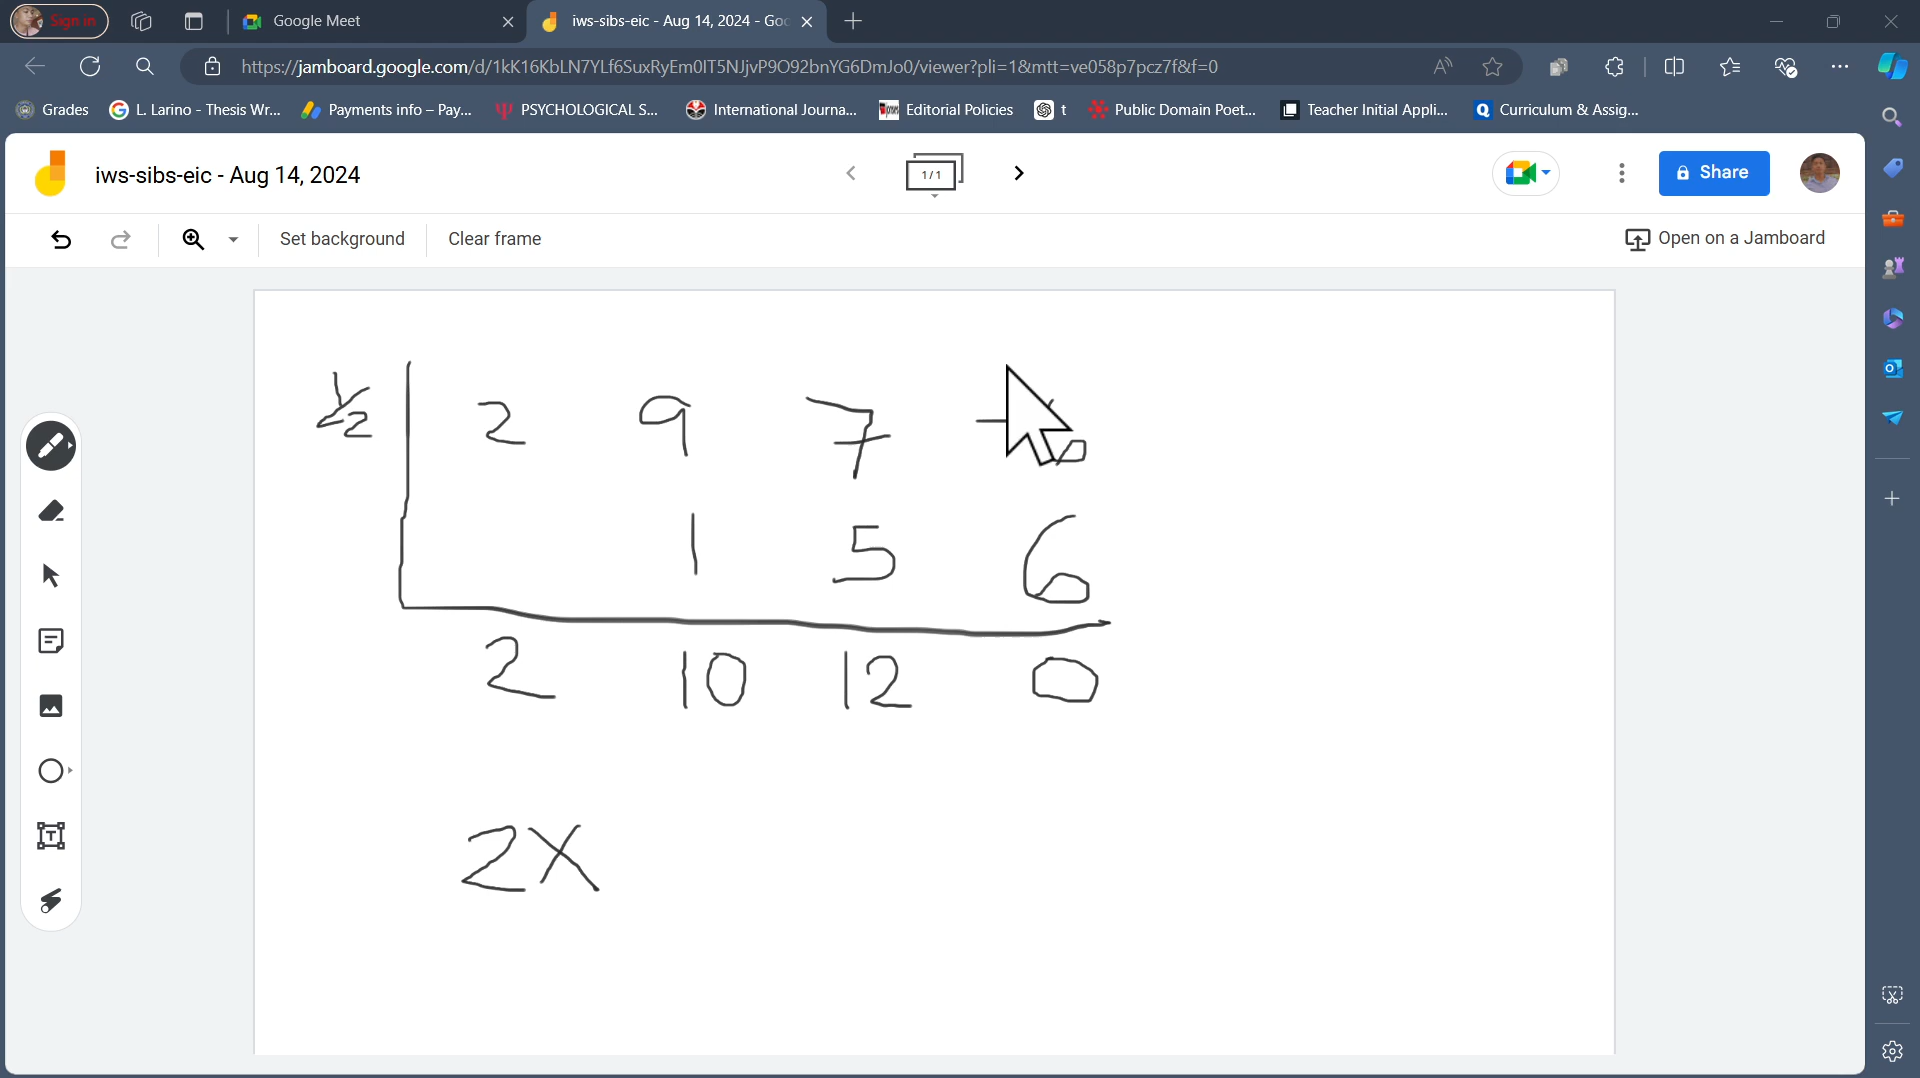 Sign in
Google Meet
iws-sibs-eic - Aug 14, 2024 - Goo
https://jamboard.google.com/d/1kK16KbLN7YLf6SuxRyEm0IT5NJjvP9O92bnYG6DmJo0/viewer?pli=1&mtt=ve058p7pcz7f&f=0
Grades
L. Larino - Thesis Wr...
Payments info – Pay...
PSYCHOLOGICAL S...
International Journa...
Editorial Policies
t
Public Domain Poet...
Teacher Initial Appli...
Curriculum & Assig...
iws-sibs-eic - Aug 14, 2024
1/1
Share
Set background
Clear frame
Open on a Jamboard
1/2 2 9 7
1 5 6
2 10 12 0
2X